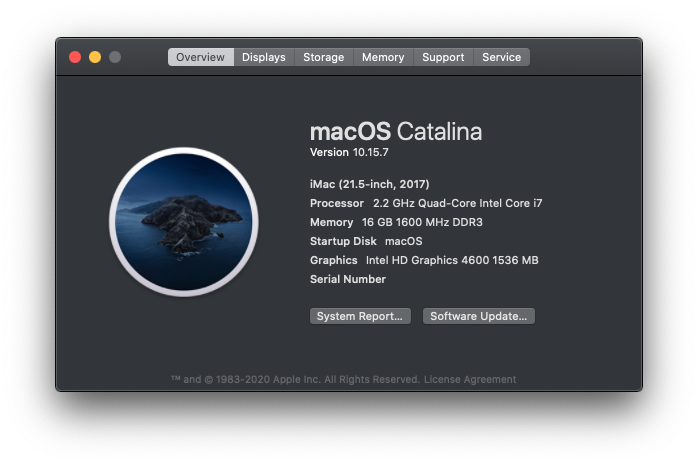 Overview Displays Storage Memory Support Service
macOS Catalina
Version 10.15.7
iMac (21.5-inch, 2017)
Processor 2.2 GHz Quad-Core Intel Core i7
Memory 16 GB 1600 MHz DDR3
Startup Disk macOS
Graphics Intel HD Graphics 4600 1536 MB
Serial Number
System Report... Software Update...
™ and © 1983-2020 Apple Inc. All Rights Reserved. License Agreement